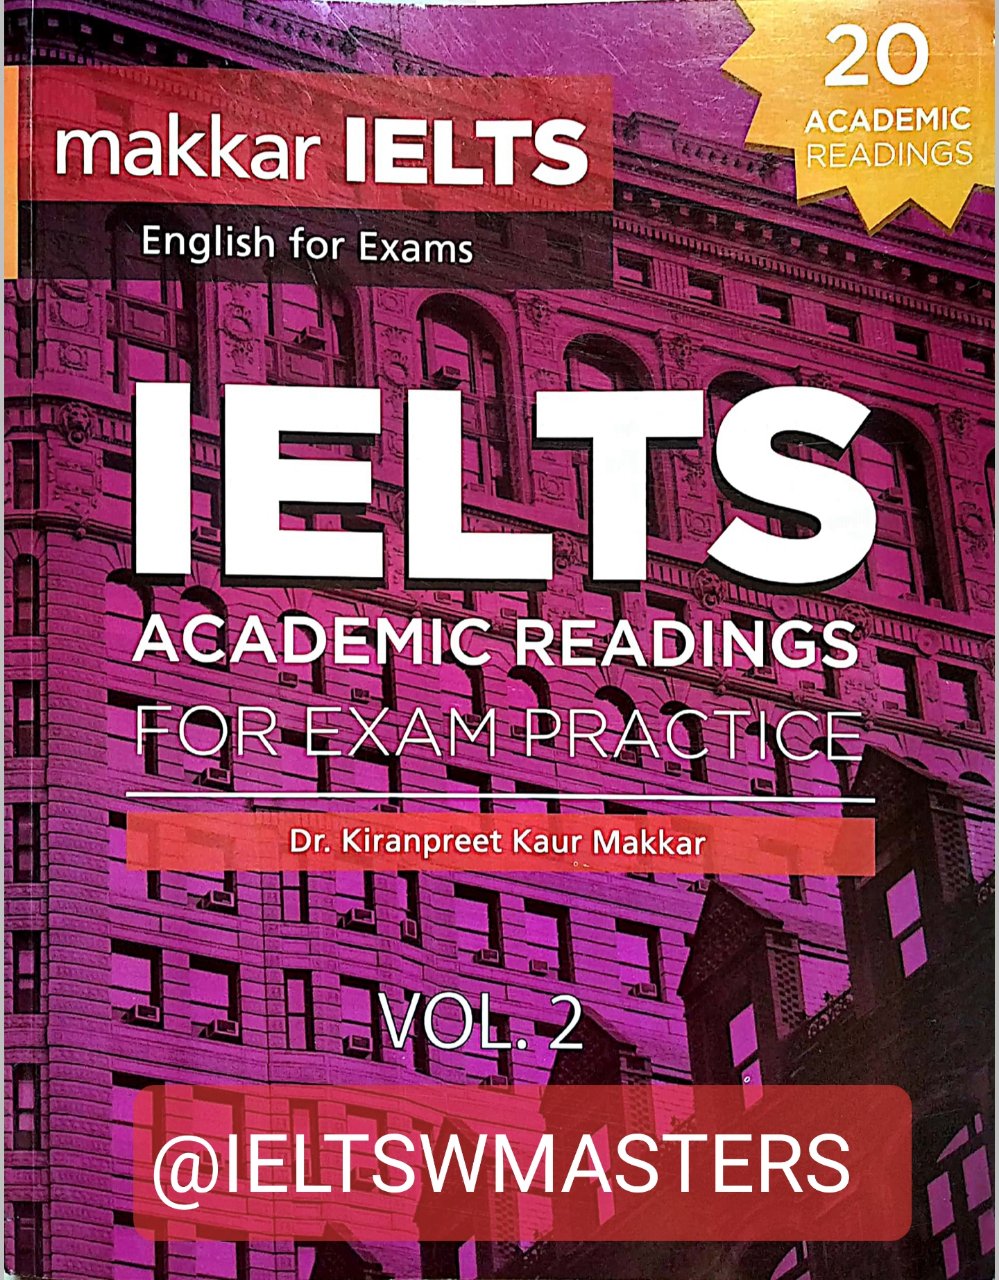 20
ACADEMIC
READINGS
makkar IELTS
English for Exams
IELTS
ACADEMIC READINGS
FOR EXAM PRACTICE
Dr. Kiranpreet Kaur Makkar
VOL. 2
@IELTSWMASTERS